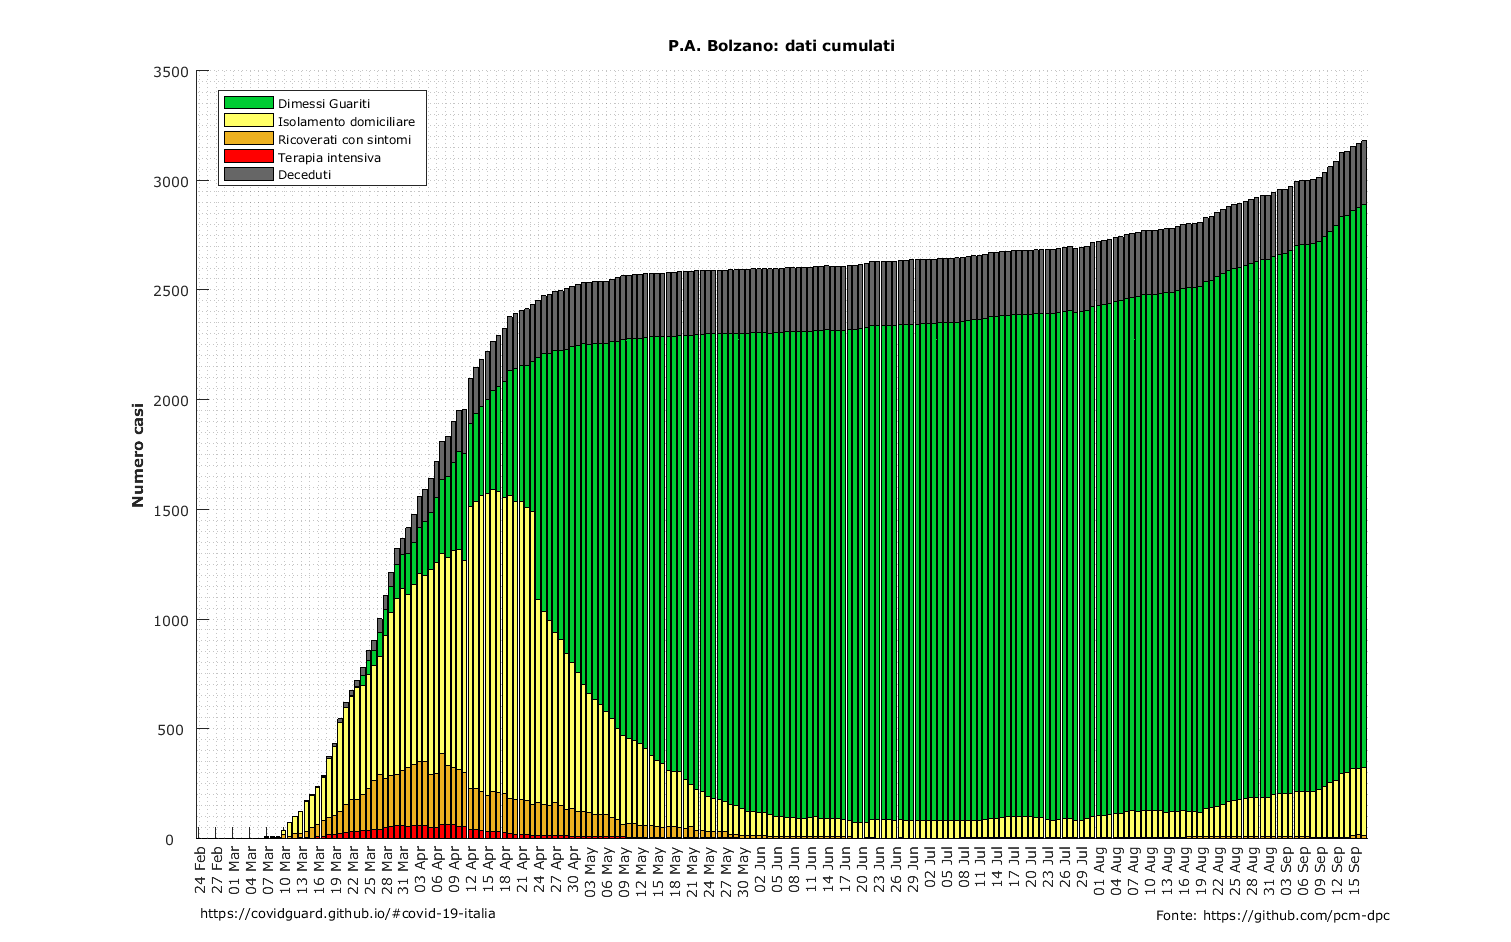 P.A. Bolzano: dati cumulati
3500
3000
2500
2000
1500
1000
500
0
Numero casi
Dimessi Guariti
Isolamento domiciliare
Ricoverati con sintomi
Terapia intensiva
Deceduti
24 Feb
27 Feb
01 Mar
04 Mar
07 Mar
10 Mar
13 Mar
16 Mar
19 Mar
22 Mar
25 Mar
28 Mar
31 Mar
03 Apr
06 Apr
09 Apr
12 Apr
15 Apr
18 Apr
21 Apr
24 Apr
27 Apr
30 Apr
03 May
06 May
09 May
12 May
15 May
18 May
21 May
24 May
27 May
30 May
02 Jun
05 Jun
08 Jun
11 Jun
14 Jun
17 Jun
20 Jun
23 Jun
26 Jun
29 Jun
02 Jul
05 Jul
08 Jul
11 Jul
14 Jul
17 Jul
20 Jul
23 Jul
26 Jul
29 Jul
01 Aug
04 Aug
07 Aug
10 Aug
13 Aug
16 Aug
19 Aug
22 Aug
25 Aug
28 Aug
31 Aug
03 Sep
06 Sep
09 Sep
12 Sep
15 Sep
https://covidguard.github.io/#covid-19-italia
Fonte: https://github.com/pcm-dpc